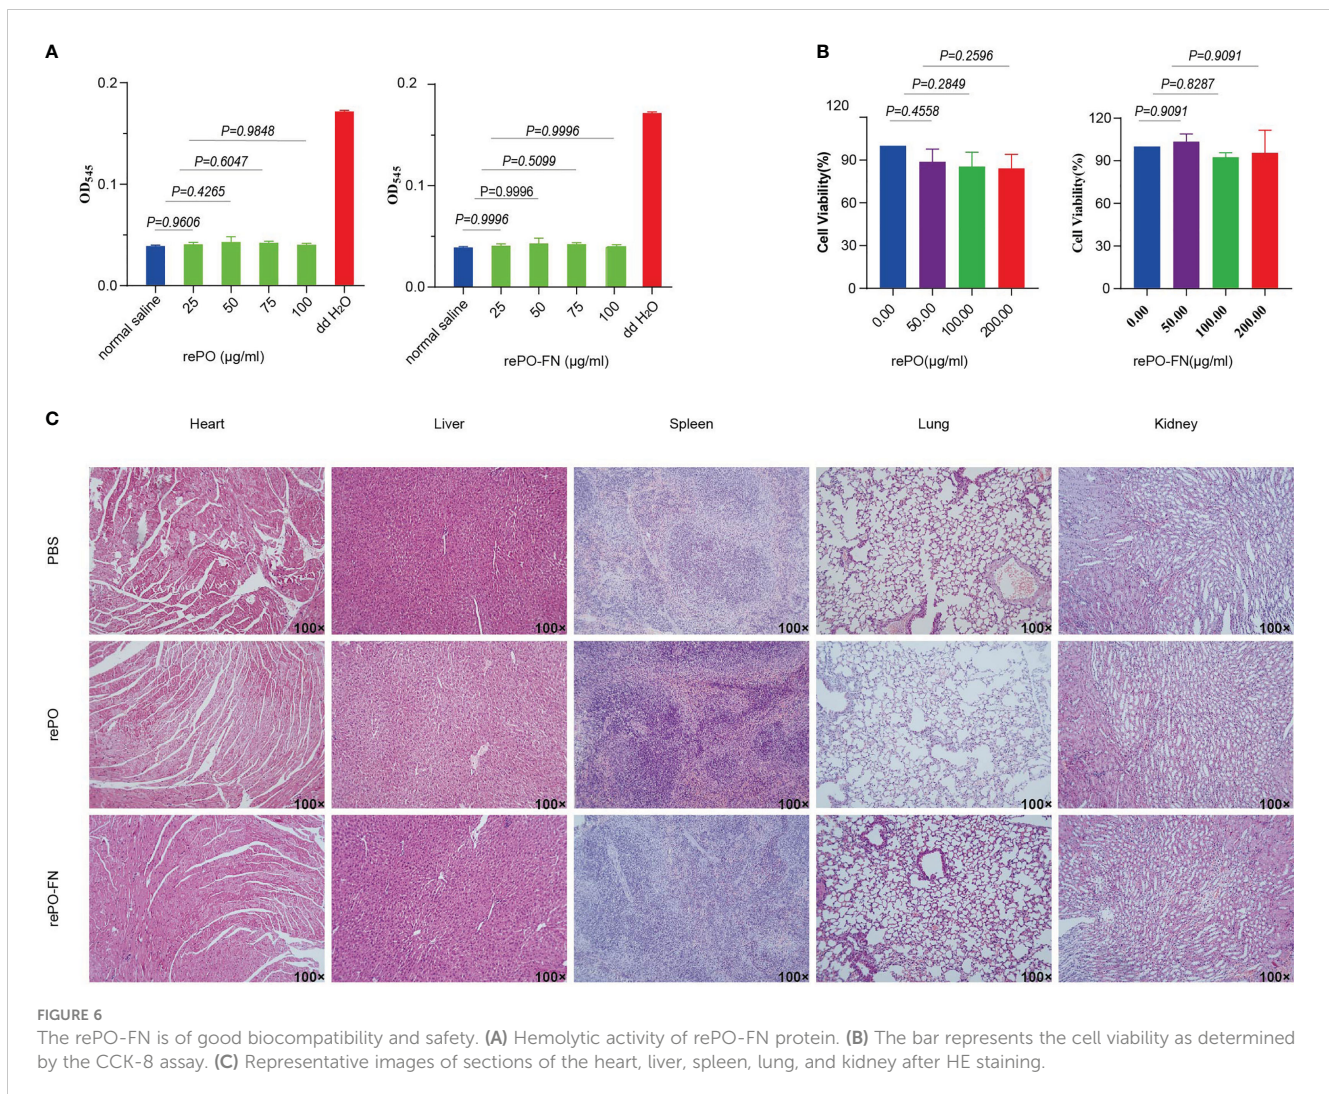 A
0.2
0.1
0.0
OD545
P=0.9848
P=0.6047
P=0.4265
P=0.9606
normal saline
25
50
75
100
dd H2O
rePO (μg/ml)
0.2
0.1
0.0
OD545
P=0.9996
P=0.5099
P=0.9996
P=0.9996
normal saline
25
50
75
100
dd H2O
rePO-FN (μg/ml)
B
P=0.2596
P=0.2849
P=0.4558
120
90
60
30
0
Cell Viability(%)
0.00
50.00
100.00
200.00
rePO(μg/ml)
P=0.9091
P=0.8287
P=0.9091
120
90
60
30
0
Cell Viability(%)
0.00
50.00
100.00
200.00
rePO-FN(μg/ml)
C
Heart Liver Spleen Lung Kidney
PBS
100× 100× 100× 100× 100×
rePO
100× 100× 100× 100× 100×
rePO-FN
100× 100× 100× 100× 100×
FIGURE 6
The rePO-FN is of good biocompatibility and safety. (A) Hemolytic activity of rePO-FN protein. (B) The bar represents the cell viability as determined
by the CCK-8 assay. (C) Representative images of sections of the heart, liver, spleen, lung, and kidney after HE staining.